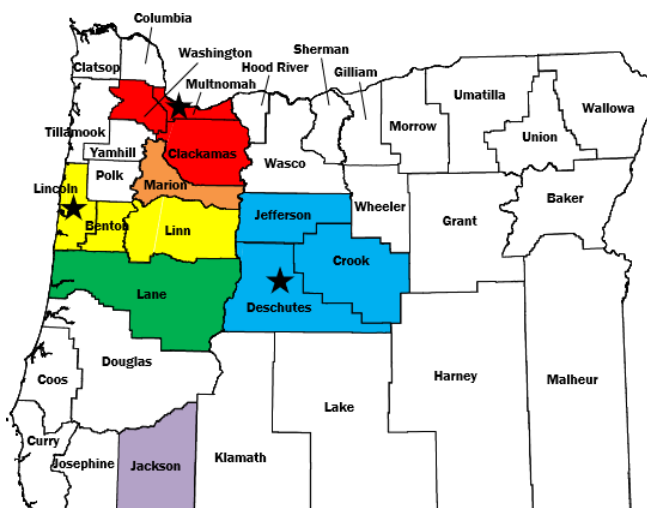 Columbia
Washington
Hood River
Sherman
Clatsop
Multnomah
Gilliam
Umatilla
Wallowa
Tillamook
Morrow
Union
Yamhill
Clackamas
Wasco
Polk
Marion
Lincoln
Baker
Wheeler
Jefferson
Grant
Benton
Linn
Crook
Lane
Deschutes
Douglas
Coos
Harney
Malheur
Lake
Curry
Josephine
Jackson
Klamath